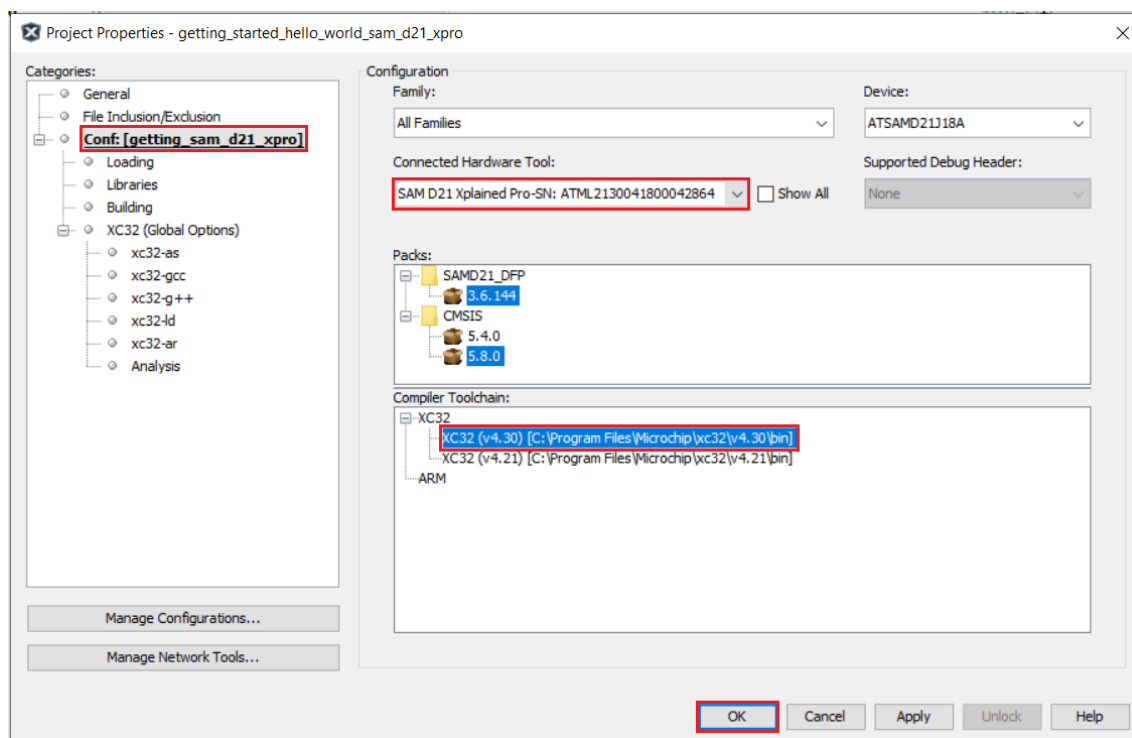 Project Properties - getting_started_hello_world_sam_d21_xpro
Categories:
General
File Inclusion/Exclusion
Conf: [getting_sam_d21_xpro]
Loading
Libraries
Building
XC32 (Global Options)
xc32-as
xc32-gcc
xc32-g++
xc32-ld
xc32-ar
Analysis
Manage Configurations...
Manage Network Tools...
Configuration
Family:
All Families
Device:
ATSAMD21J18A
Connected Hardware Tool:
SAM D21 Xplained Pro-SN: ATML2130041800042864
Show All
Supported Debug Header:
None
Packs:
SAMD21_DFP
3.6.144
CMSIS
5.4.0
5.8.0
Compiler Toolchain:
XC32
XC32 (v4.30) [C:\Program Files\Microchip\xc32\v4.30\bin]
XC32 (v4.21) [C:\Program Files\Microchip\xc32\v4.21\bin]
ARM
OK
Cancel
Apply
Unlock
Help